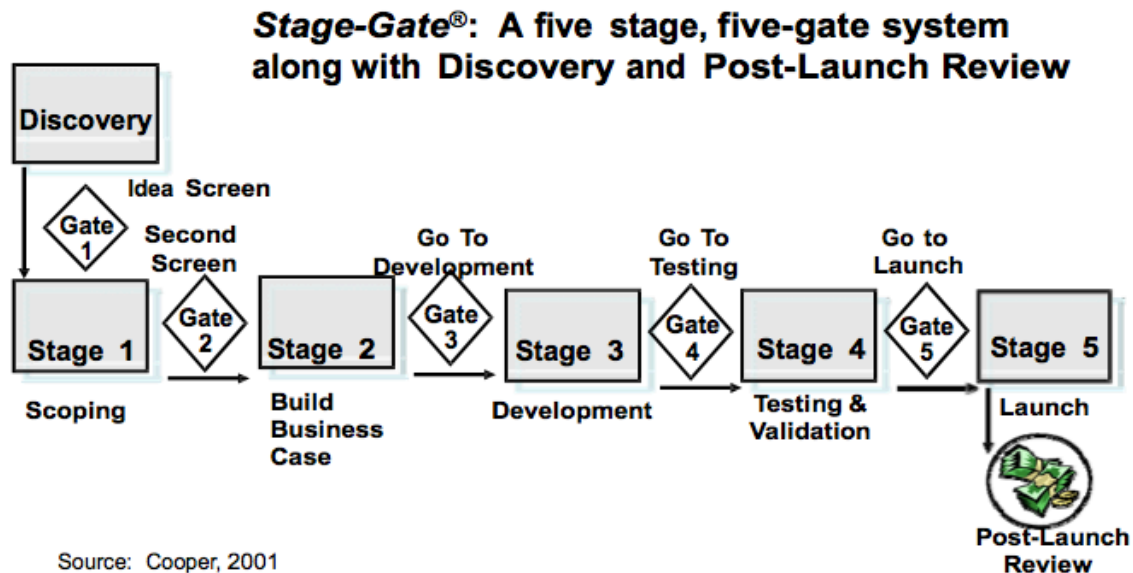 Stage-Gate®: A five stage, five-gate system
along with Discovery and Post-Launch Review
Discovery
Idea Screen
Gate
1
Second
Screen
Go To
Development
Go To
Testing
Go to
Launch
Stage 1
Gate
2
Stage 2
Gate
3
Stage 3
Gate
4
Stage 4
Gate
5
Stage 5
Scoping
Build
Business
Case
Development
Testing &
Validation
Launch
Post-Launch
Review
Source: Cooper, 2001